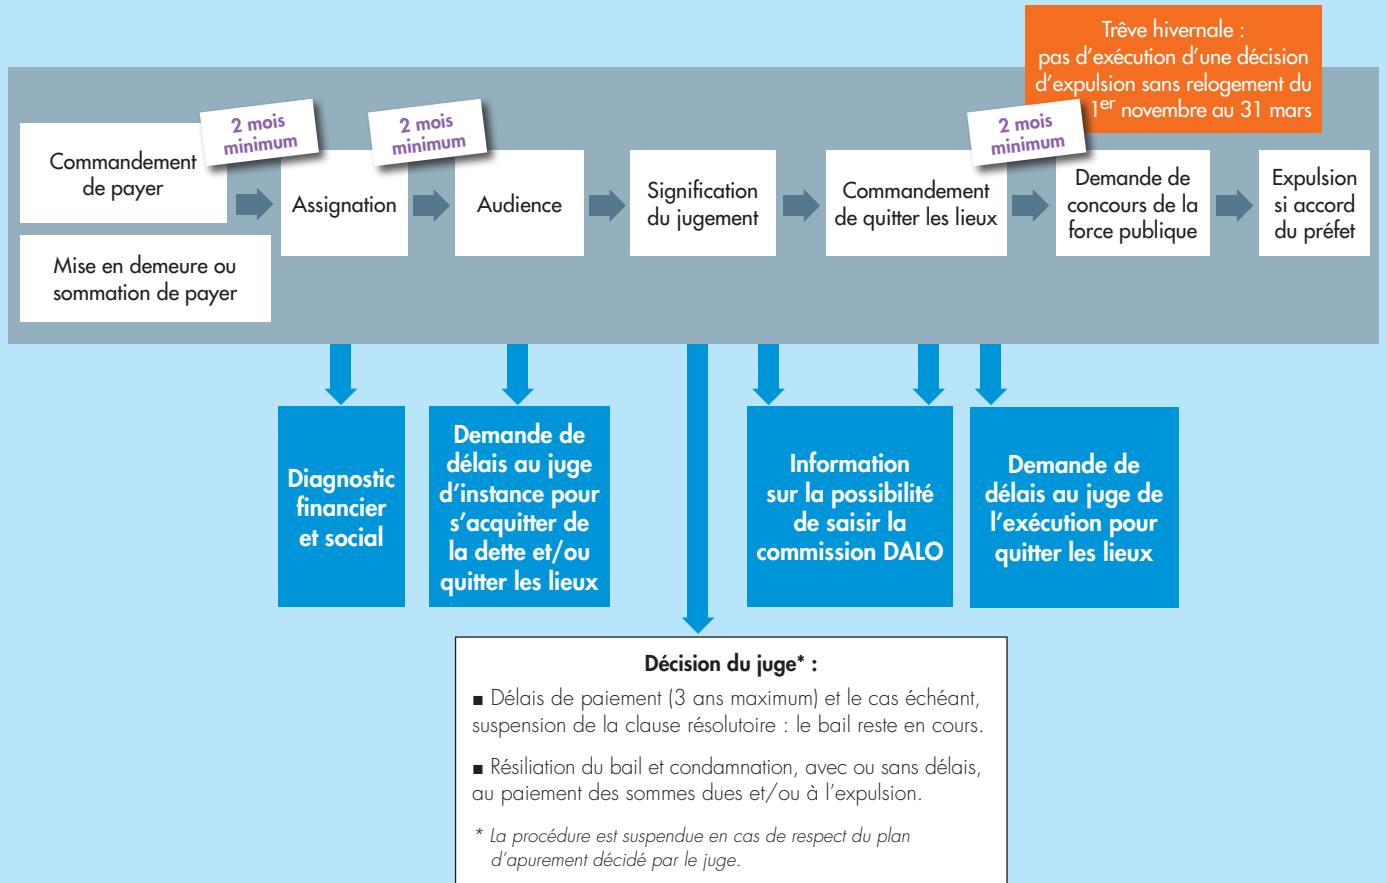 Trêve hivernale :
pas d'exécution d'une décision
d'expulsion sans relogement du
1er novembre au 31 mars
2 mois
minimum
2 mois
minimum
2 mois
minimum
Commandement
de payer
Mise en demeure ou
sommation de payer
Assignation
Audience
Signification
du jugement
Commandement
de quitter les lieux
Demande de
concours de la
force publique
Expulsion
si accord
du préfet
Diagnostic
financier
et social
Demande de
délais au juge
d'instance pour
s'acquitter de
la dette et/ou
quitter les lieux
Information
sur la possibilité
de saisir la
commission DALO
Demande de
délais au juge de
l'exécution pour
quitter les lieux
Décision du juge* :
■ Délais de paiement (3 ans maximum) et le cas échéant,
suspension de la clause résolutoire : le bail reste en cours.
■ Résiliation du bail et condamnation, avec ou sans délais,
au paiement des sommes dues et/ou à l'expulsion.
* La procédure est suspendue en cas de respect du plan
d'apurement décidé par le juge.